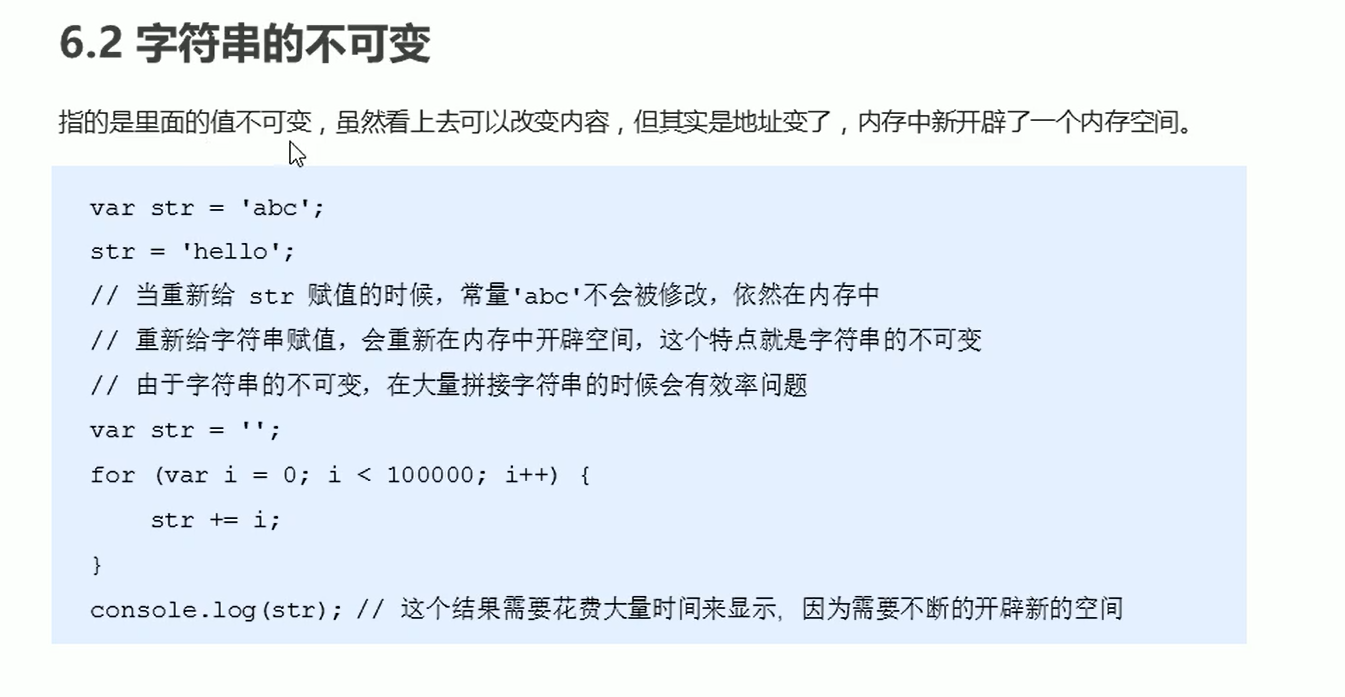 6.2 字符串的不可变
指的是里面的值不可变，虽然看上去可以改变内容，但其实是地址变了，内存中新开辟了一个内存空间。
var str = 'abc';
str = 'hello';
// 当重新给 str 赋值的时候，常量'abc'不会被修改，依然在内存中
// 重新给字符串赋值，会重新在内存中开辟空间，这个特点就是字符串的不可变
// 由于字符串的不可变，在大量拼接字符串的时候会有效率问题
var str = '';
for (var i = 0; i < 100000; i++) {
    str += i;
}
console.log(str); // 这个结果需要花费大量时间来显示，因为需要不断的开辟新的空间